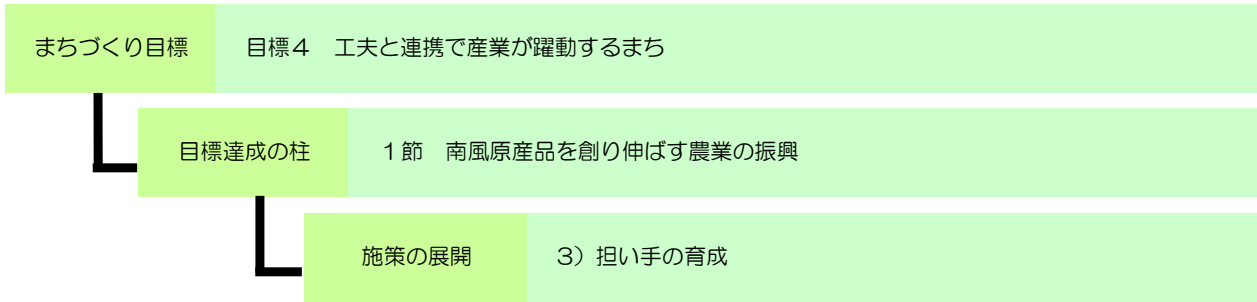 まちづくり目標　目標４　工夫と連携で産業が躍動するまち
目標達成の柱　１節　南風原産品を創り伸ばす農業の振興
施策の展開　３）担い手の育成